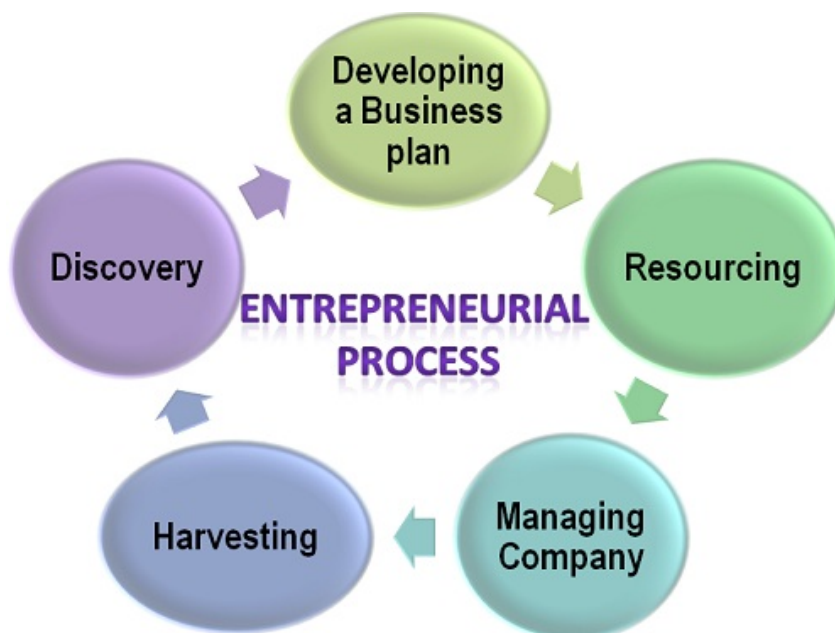 Developing
a Business
plan
Discovery
Resourcing
ENTREPRENEURIAL
PROCESS
Harvesting
Managing
Company